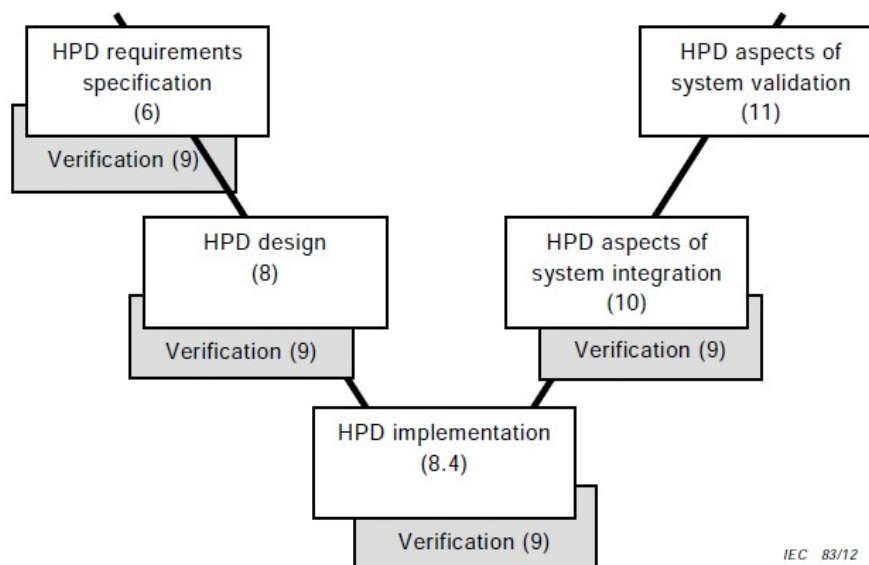 HPD requirements
specification
(6)
Verification (9)
HPD aspects of
system validation
(11)
HPD design
(8)
Verification (9)
HPD aspects of
system integration
(10)
Verification (9)
HPD implementation
(8.4)
Verification (9)
IEC 83/12